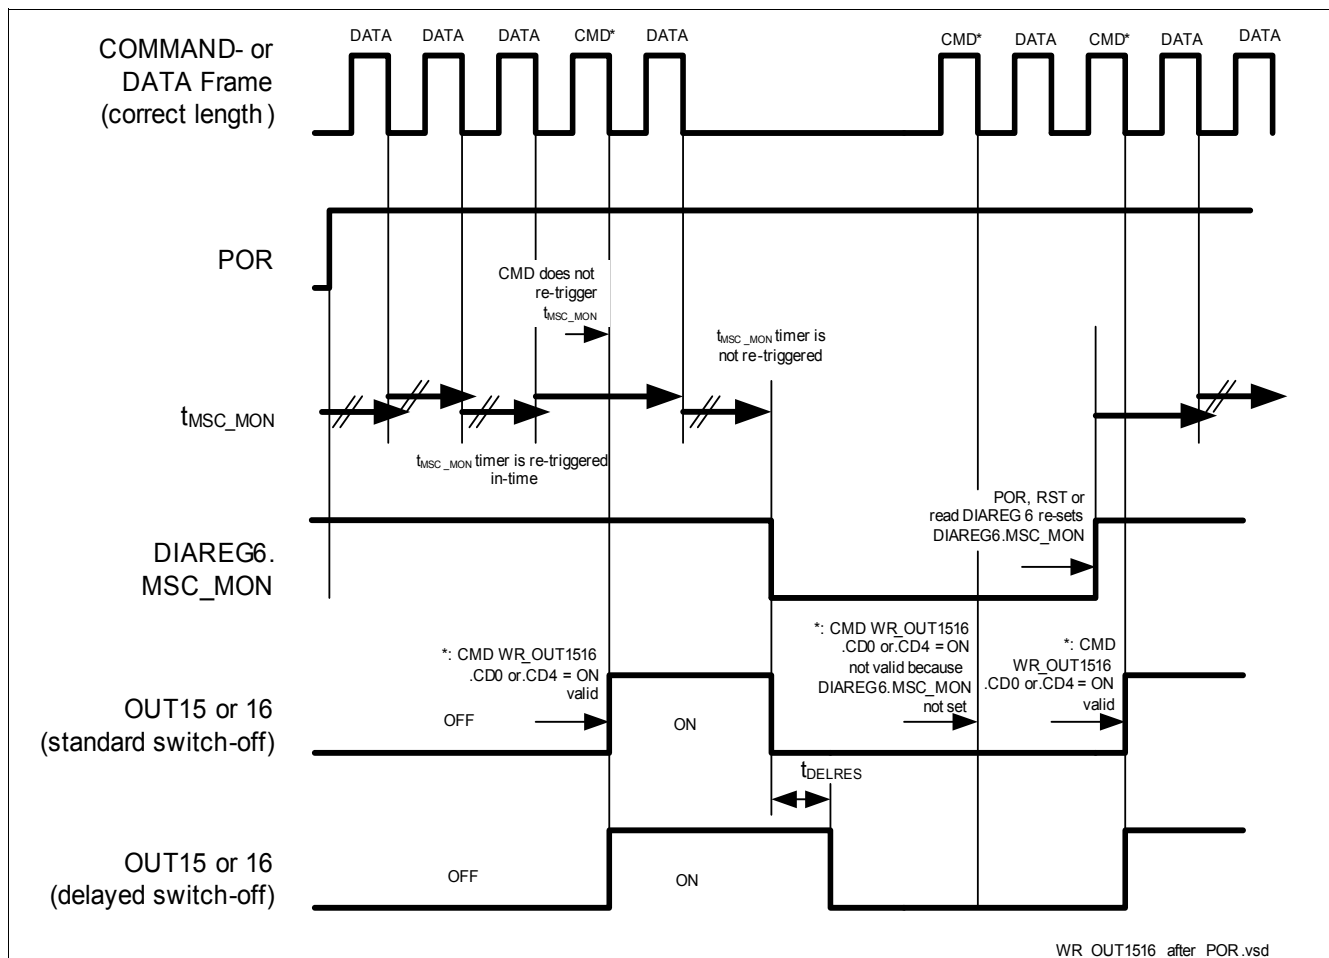 DATA DATA DATA CMD* DATA CMD* DATA CMD* DATA DATA
COMMAND- or
DATA Frame
(correct length)
POR
CMD does not
re-trigger
tMSC_MON
tMSC_MON timer is
not re-triggered
tMSC_MON
tMSC_MON timer is re-triggered
in-time
POR, RST or
read DIAREG 6 re-sets
DIAREG6.MSC_MON
DIAREG6.
MSC_MON
*: CMD WR_OUT1516
.CD0 or.CD4 = ON
valid
*: CMD WR_OUT1516
.CD0 or.CD4 = ON
not valid because
DIAREG6.MSC_MON
not set
*: CMD
WR_OUT1516
.CD0 or.CD4 = ON
valid
OUT15 or 16
(standard switch-off)
OFF
ON
tDELRES
OUT15 or 16
(delayed switch-off)
OFF
ON
WR_OUT1516_after_POR.vsd